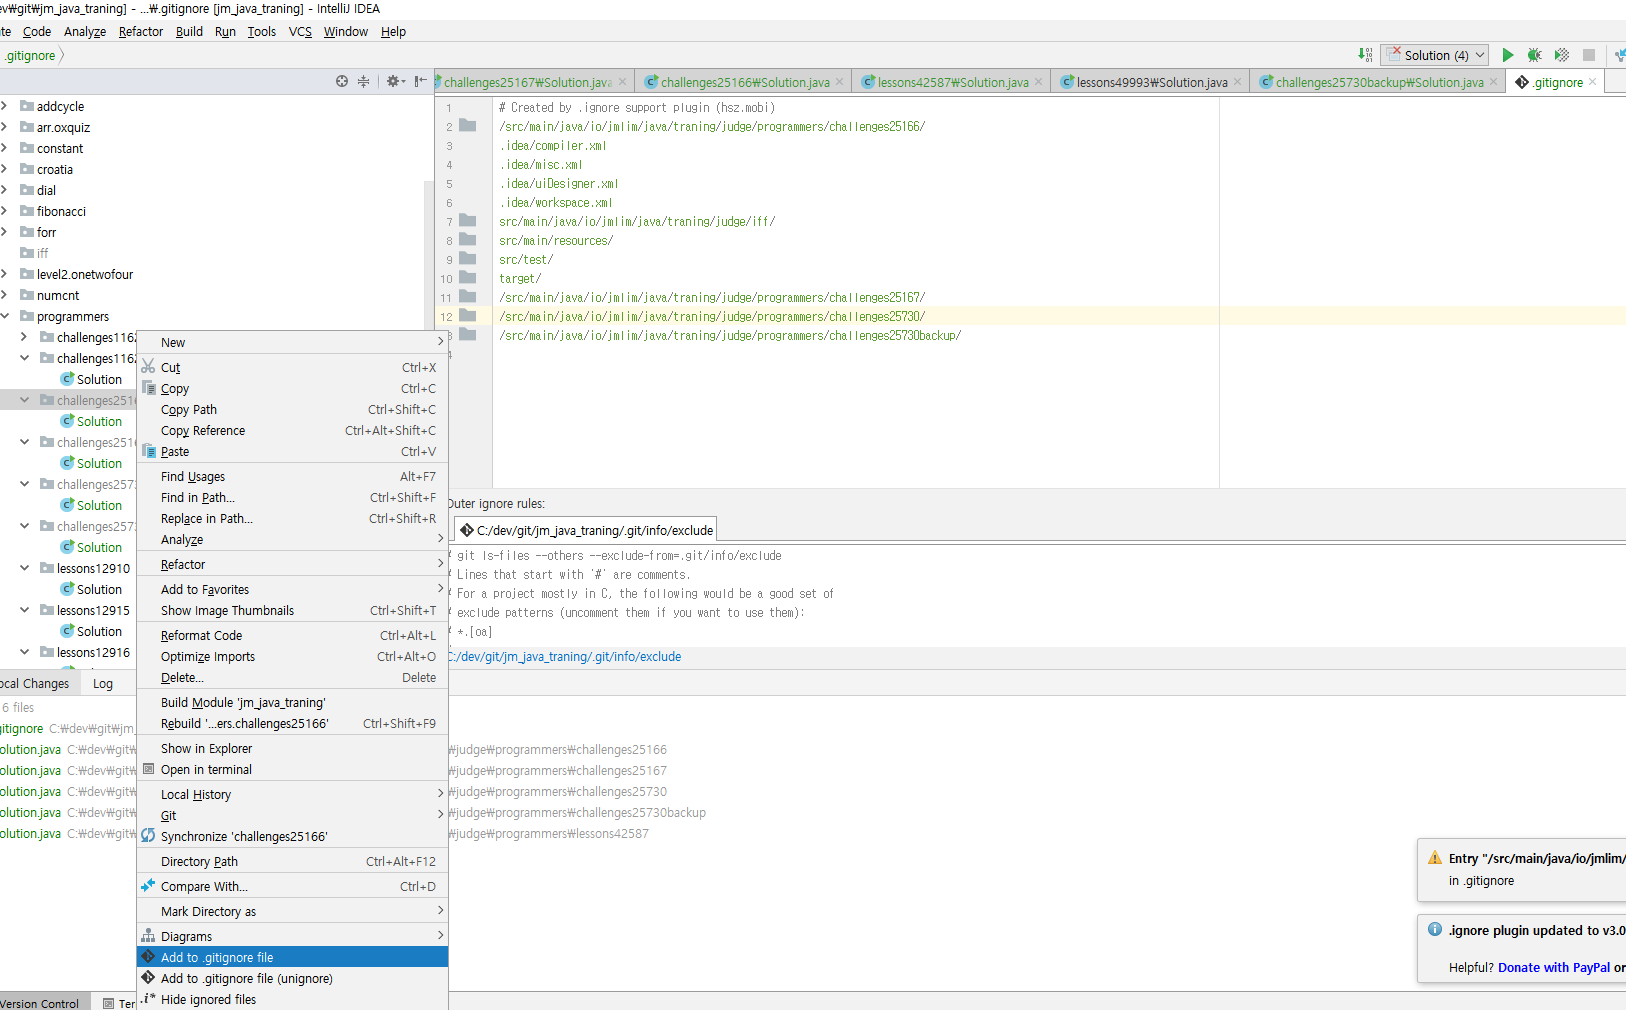 ev₩git₩jm_java_traning] - ...₩.gitignore [jm_traning] - IntelliJ IDEA
te Code Analyze Refactor Build Run Tools VCS Window Help
.gitignore
Solution (4)
challenges25167₩Solution.java
challenges25166₩Solution.java
lessons42587₩Solution.java
lessons49993₩Solution.java
challenges25730backup₩Solution.java
.gitignore
addcycle
arr.oxquiz
constant
croatia
dial
fibonacci
forr
iff
level2.onetwofour
numcnt
programmers
challenges1162
challenges1162
Solution
challenges2516
Solution
challenges2516
Solution
challenges2573
Solution
challenges2573
Solution
lessons12910
Solution
lessons12915
Solution
lessons12916
1 # Created by .ignore support plugin (hsz.mobi)
2 /src/main/java/io/jmlim/java/traning/judge/programmers/challenges25166/
3 .idea/compiler.xml
4 .idea/misc.xml
5 .idea/uiDesigner.xml
6 .idea/workspace.xml
7 src/main/java/io/jmlim/java/traning/judge/iff/
8 src/main/resources/
9 src/test/
10 target/
11 /src/main/java/io/jmlim/java/traning/judge/programmers/challenges25167/
12 /src/main/java/io/jmlim/java/traning/judge/programmers/challenges25730/
3 /src/main/java/io/jmlim/java/traning/judge/programmers/challenges25730backup/
4
New
Cut Ctrl+X
Copy Ctrl+C
Copy Path Ctrl+Shift+C
Copy Reference Ctrl+Alt+Shift+C
Paste Ctrl+V
Find Usages Alt+F7
Find in Path... Ctrl+Shift+F
Replace in Path... Ctrl+Shift+R
Analyze
Refactor
Add to Favorites
Show Image Thumbnails Ctrl+Shift+T
Reformat Code Ctrl+Alt+L
Optimize Imports Ctrl+Alt+O
Delete... Delete
Build Module 'jm_java_traning'
Rebuild '...ers.challenges25166' Ctrl+Shift+F9
Show in Explorer
Open in terminal
Local History
Git
Synchronize 'challenges25166'
Directory Path Ctrl+Alt+F12
Compare With... Ctrl+D
Mark Directory as
Diagrams
Add to .gitignore file
Add to .gitignore file (unignore)
Hide ignored files
Outer ignore rules:
C:/dev/git/jm_java_traning/.git/info/exclude
# git ls-files --others --exclude-from=.git/info/exclude
# Lines that start with '#' are comments.
# For a project mostly in C, the following would be a good set of
# exclude patterns (uncomment them if you want to use them):
# *.[oa]
C:/dev/git/jm_java_traning/.git/info/exclude
ocal Changes Log
6 files
gitignore C:₩dev₩git₩jm_
olution.java C:₩dev₩git₩ ₩judge₩programmers₩challenges25166
olution.java C:₩dev₩git₩ ₩judge₩programmers₩challenges25167
olution.java C:₩dev₩git₩ ₩judge₩programmers₩challenges25730
olution.java C:₩dev₩git₩ ₩judge₩programmers₩challenges25730backup
olution.java C:₩dev₩git₩ ₩judge₩programmers₩lessons42587
Entry "/src/main/java/io/jmlim/
in .gitignore
.ignore plugin updated to v3.0
Helpful? Donate with PayPal or
Version Control Ter